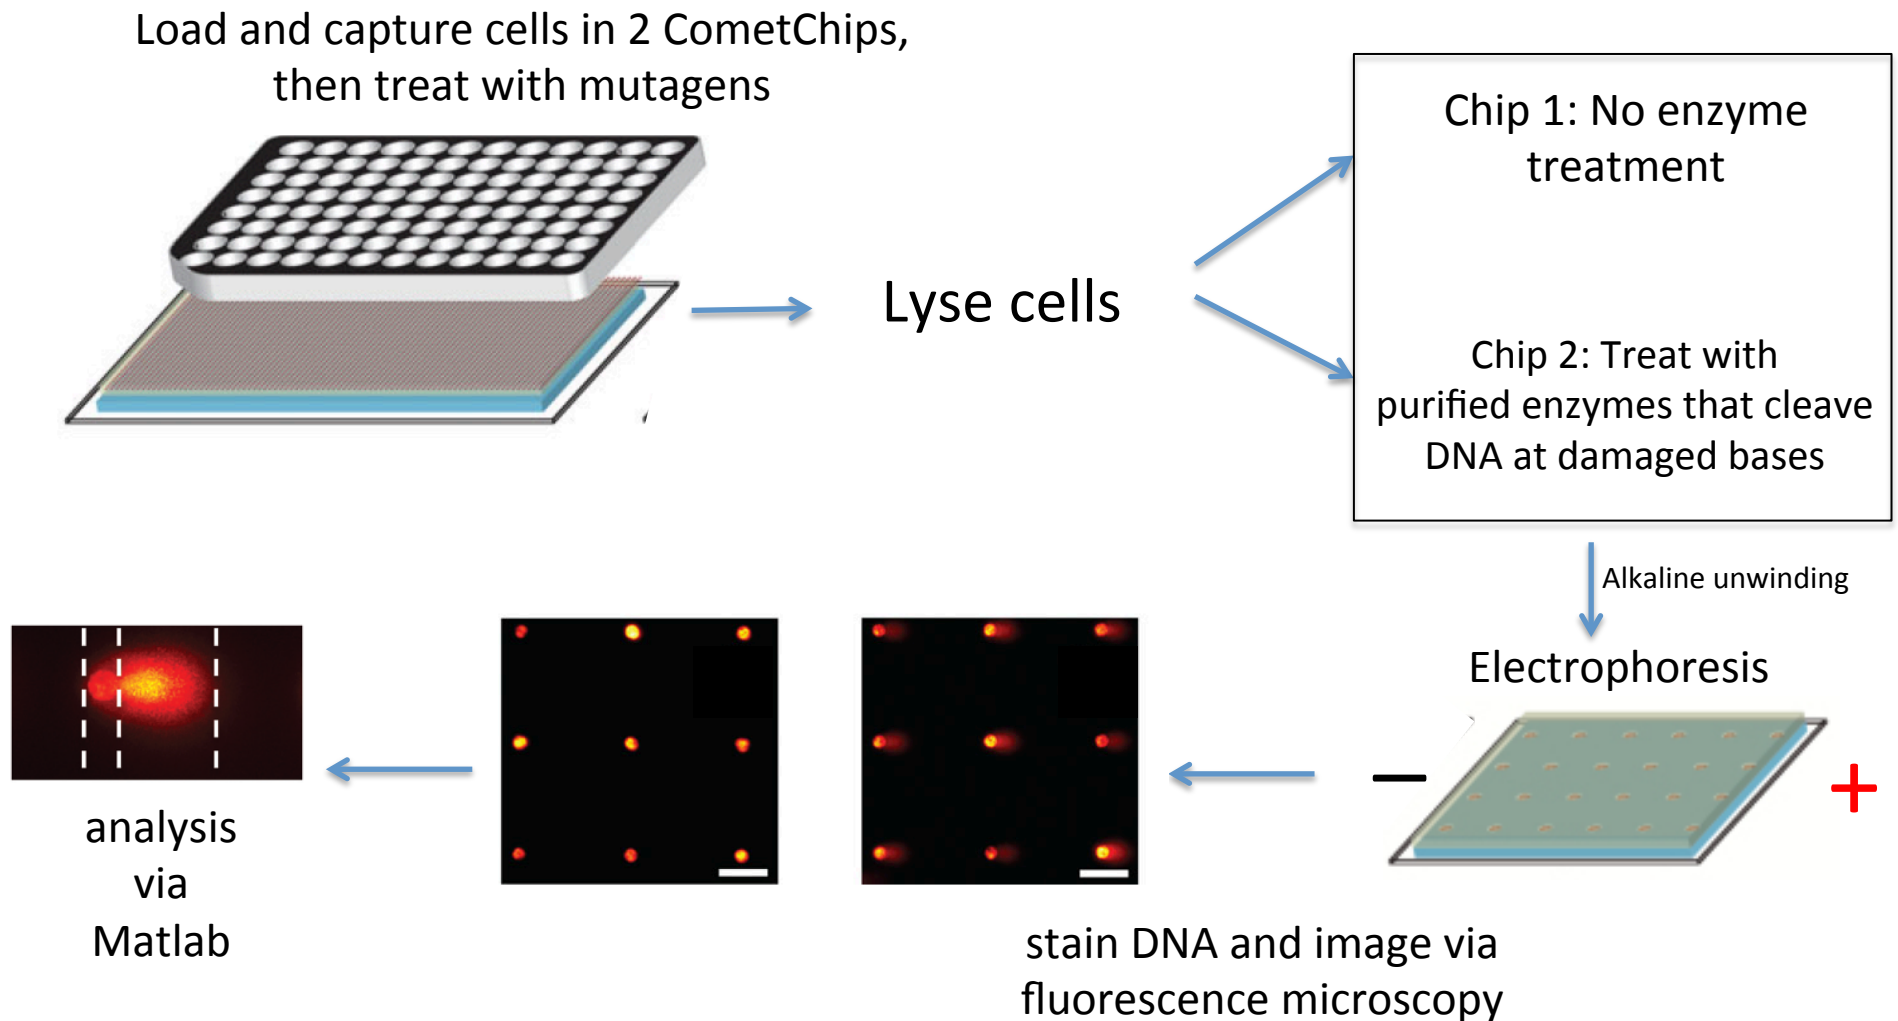 Load and capture cells in 2 CometChips,
then treat with mutagens
Lyse cells
Chip 1: No enzyme
treatment
Chip 2: Treat with
purified enzymes that cleave
DNA at damaged bases
Alkaline unwinding
Electrophoresis
– +
stain DNA and image via
fluorescence microscopy
analysis
via
Matlab